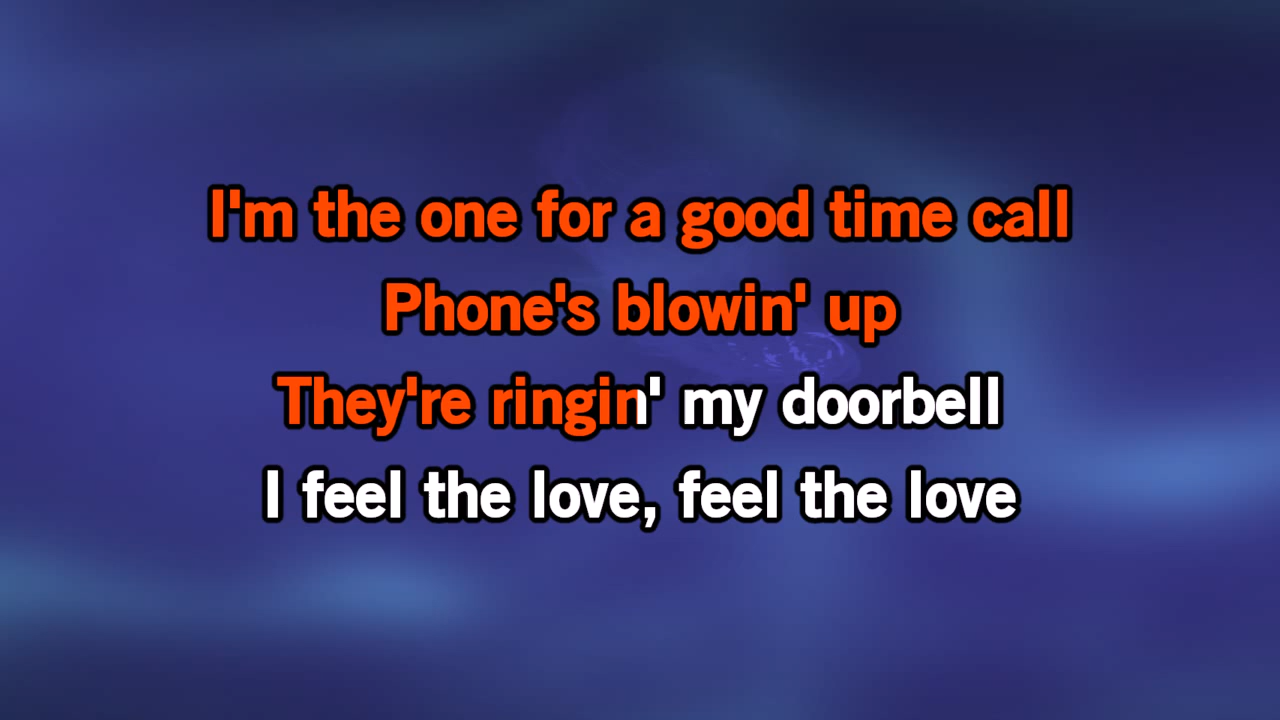 I'm the one for a good time call
Phone's blowin' up
They're ringin' my doorbell
I feel the love, feel the love